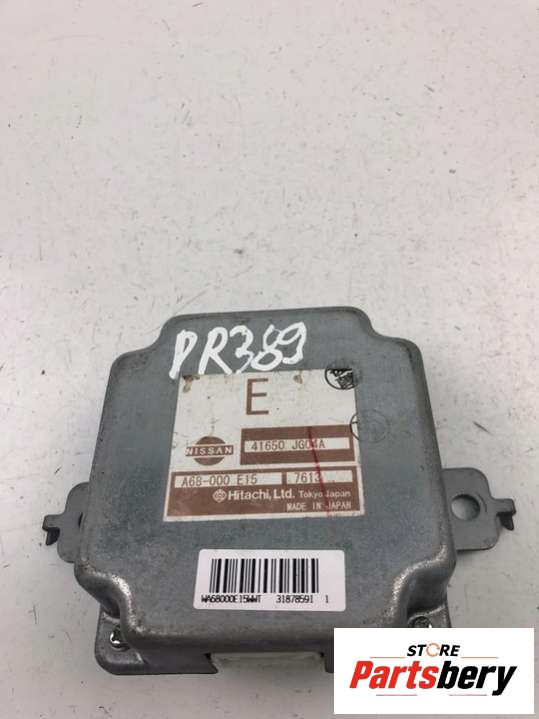 PR389
E
NISSAN
41650 JG04A
A68-000 E15 7613
Hitachi, Ltd. Tokyo Japan
MADE IN JAPAN
WA68000E15WWT 31878591 1
STORE
Partsbery